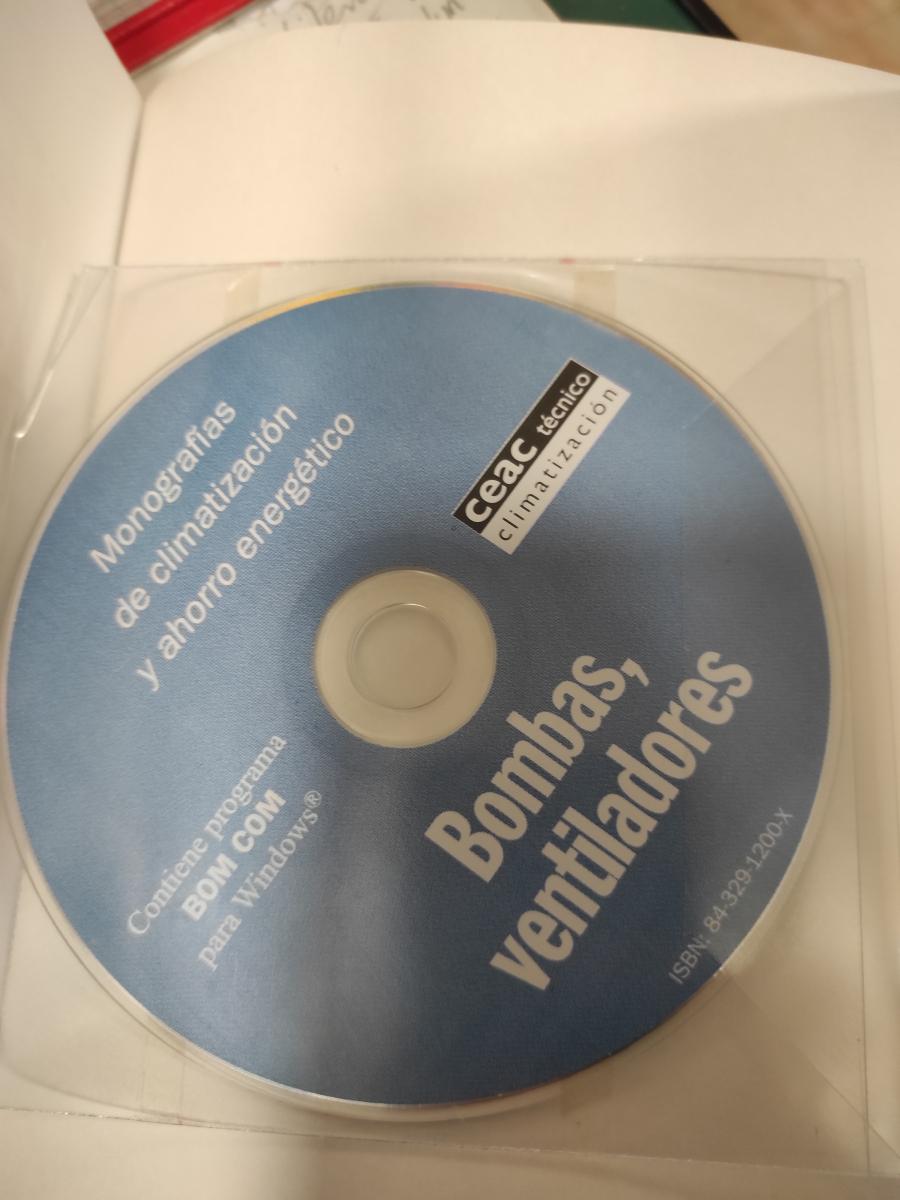 Monografías
de climatización
y ahorro energético
ceac técnico
climatización
Contiene programa
BOM COM
para Windows®
Bombas,
ventiladores
ISBN: 84-329-1200-X